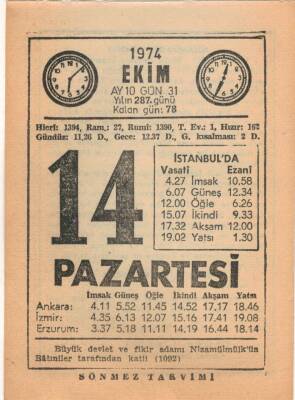 1974
EKİM
AY 10 GÜN 31
Yılın 287. günü
Kalan gün: 78
Hicri: 1394, Ram.: 27, Rumi: 1390, T. Ev.: 1, Hızır: 162
Gündüz: 11,26 D., Gece: 12.37 D., G. kısalması: 2 D.
14
İSTANBUL'DA
Vasati Ezani
4.27 İmsak 10.58
6.07 Güneş 12.34
12.00 Öğle 6.26
15.07 İkindi 9.33
17.32 Akşam 12.00
19.02 Yatsı 1.30
PAZARTESİ
İmsak Güneş Öğle İkindi Akşam Yatsı
Ankara: 4.11 5.52 11.45 14.52 17.17 18.46
İzmir: 4.35 6.13 12.07 15.16 17.41 19.08
Erzurum: 3.37 5.18 11.11 14.19 16.44 18.14
Büyük devlet ve fikir adamı Nizamülmülk'ün
Bâtıniler tarafından katli (1092)
SÖNMEZ TAKVİMİ